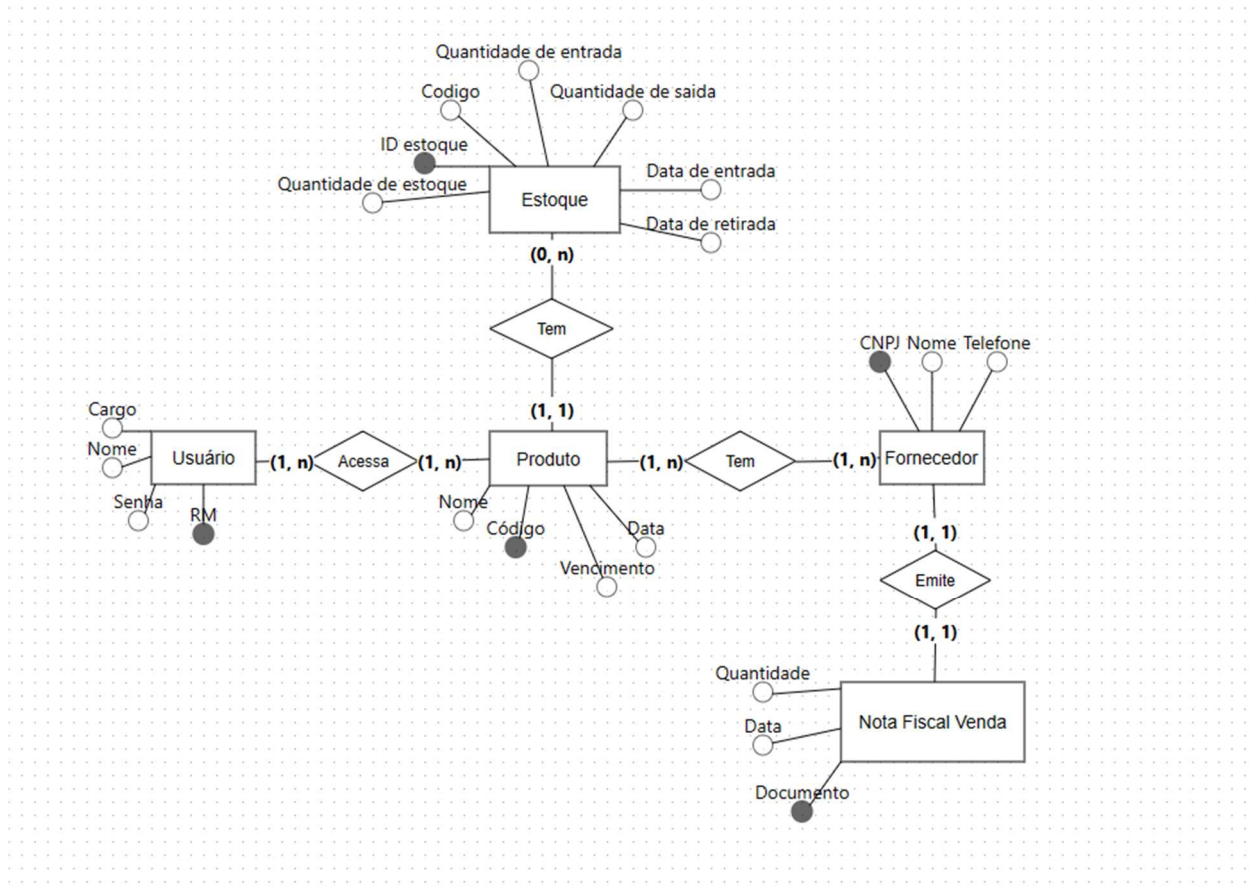 Quantidade de entrada
Codigo
Quantidade de saida
ID estoque
Quantidade de estoque
Estoque
Data de entrada
Data de retirada
(0, n)
Tem
(1, 1)
CNPJ
Nome
Telefone
Cargo
Nome
Senha
RM
Usuário
(1, n)
Acessa
(1, n)
Produto
(1, n)
Tem
(1, n)
Fornecedor
Nome
Código
Vencimento
Data
(1, 1)
Emite
(1, 1)
Quantidade
Data
Documento
Nota Fiscal Venda